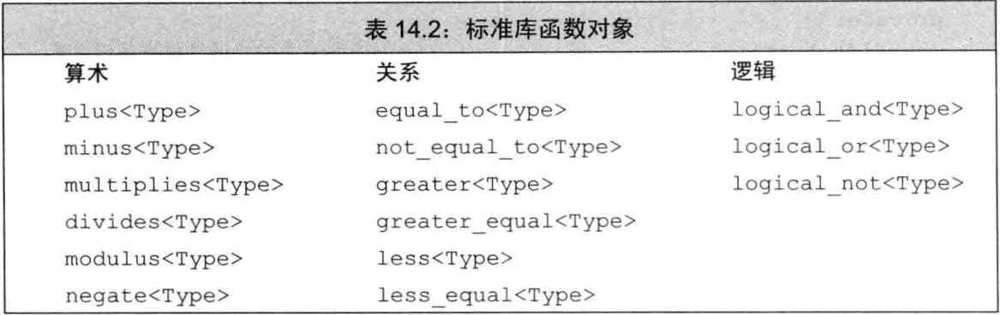 表 14.2：标准库函数对象
算术 关系 逻辑
plus<Type> equal_to<Type> logical_and<Type>
minus<Type> not_equal_to<Type> logical_or<Type>
multiplies<Type> greater<Type> logical_not<Type>
divides<Type> greater_equal<Type>
modulus<Type> less<Type>
negate<Type> less_equal<Type>